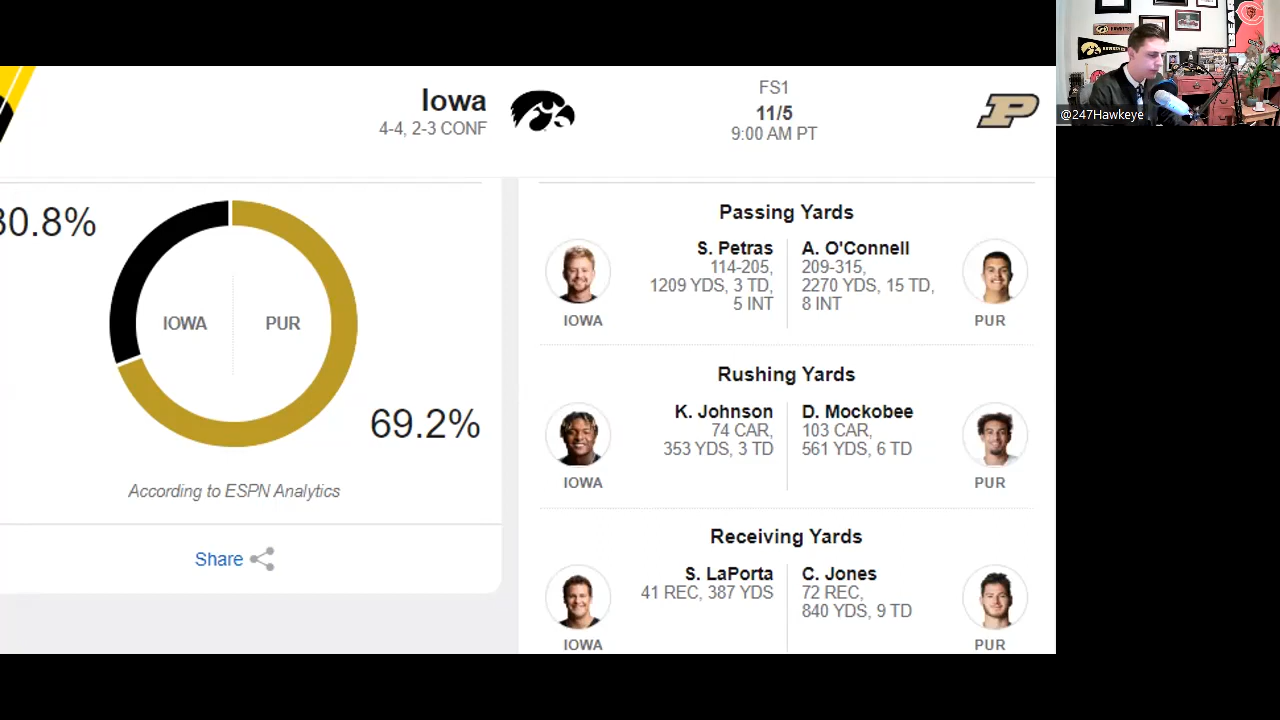 Iowa
4-4, 2-3 CONF
FS1
11/5
9:00 AM PT
P
@247Hawkeye
30.8%
IOWA
PUR
69.2%
According to ESPN Analytics
Share
Passing Yards
S. Petras
114-205,
1209 YDS, 3 TD,
5 INT
IOWA
A. O'Connell
209-315,
2270 YDS, 15 TD,
8 INT
PUR
Rushing Yards
K. Johnson
74 CAR,
353 YDS, 3 TD
IOWA
D. Mockobee
103 CAR,
561 YDS, 6 TD
PUR
Receiving Yards
S. LaPorta
41 REC, 387 YDS
IOWA
C. Jones
72 REC,
840 YDS, 9 TD
PUR